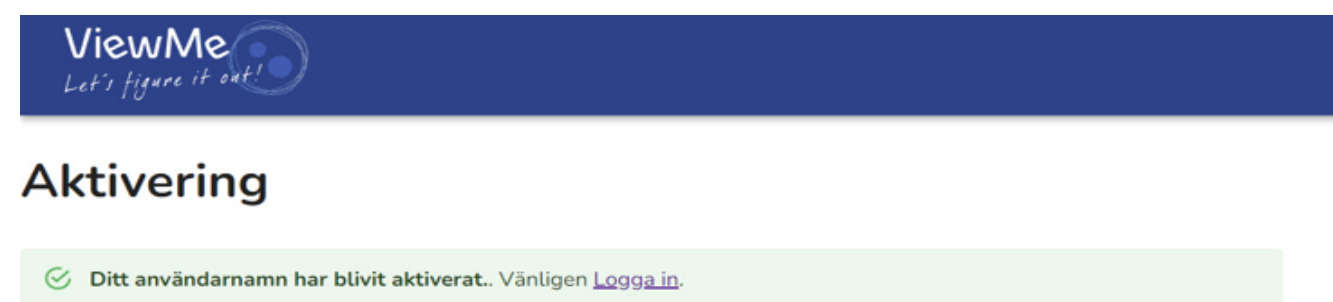 ViewMe
Let's figure it out!
Aktivering
Ditt användarnamn har blivit aktiverat.. Vänligen Logga in.